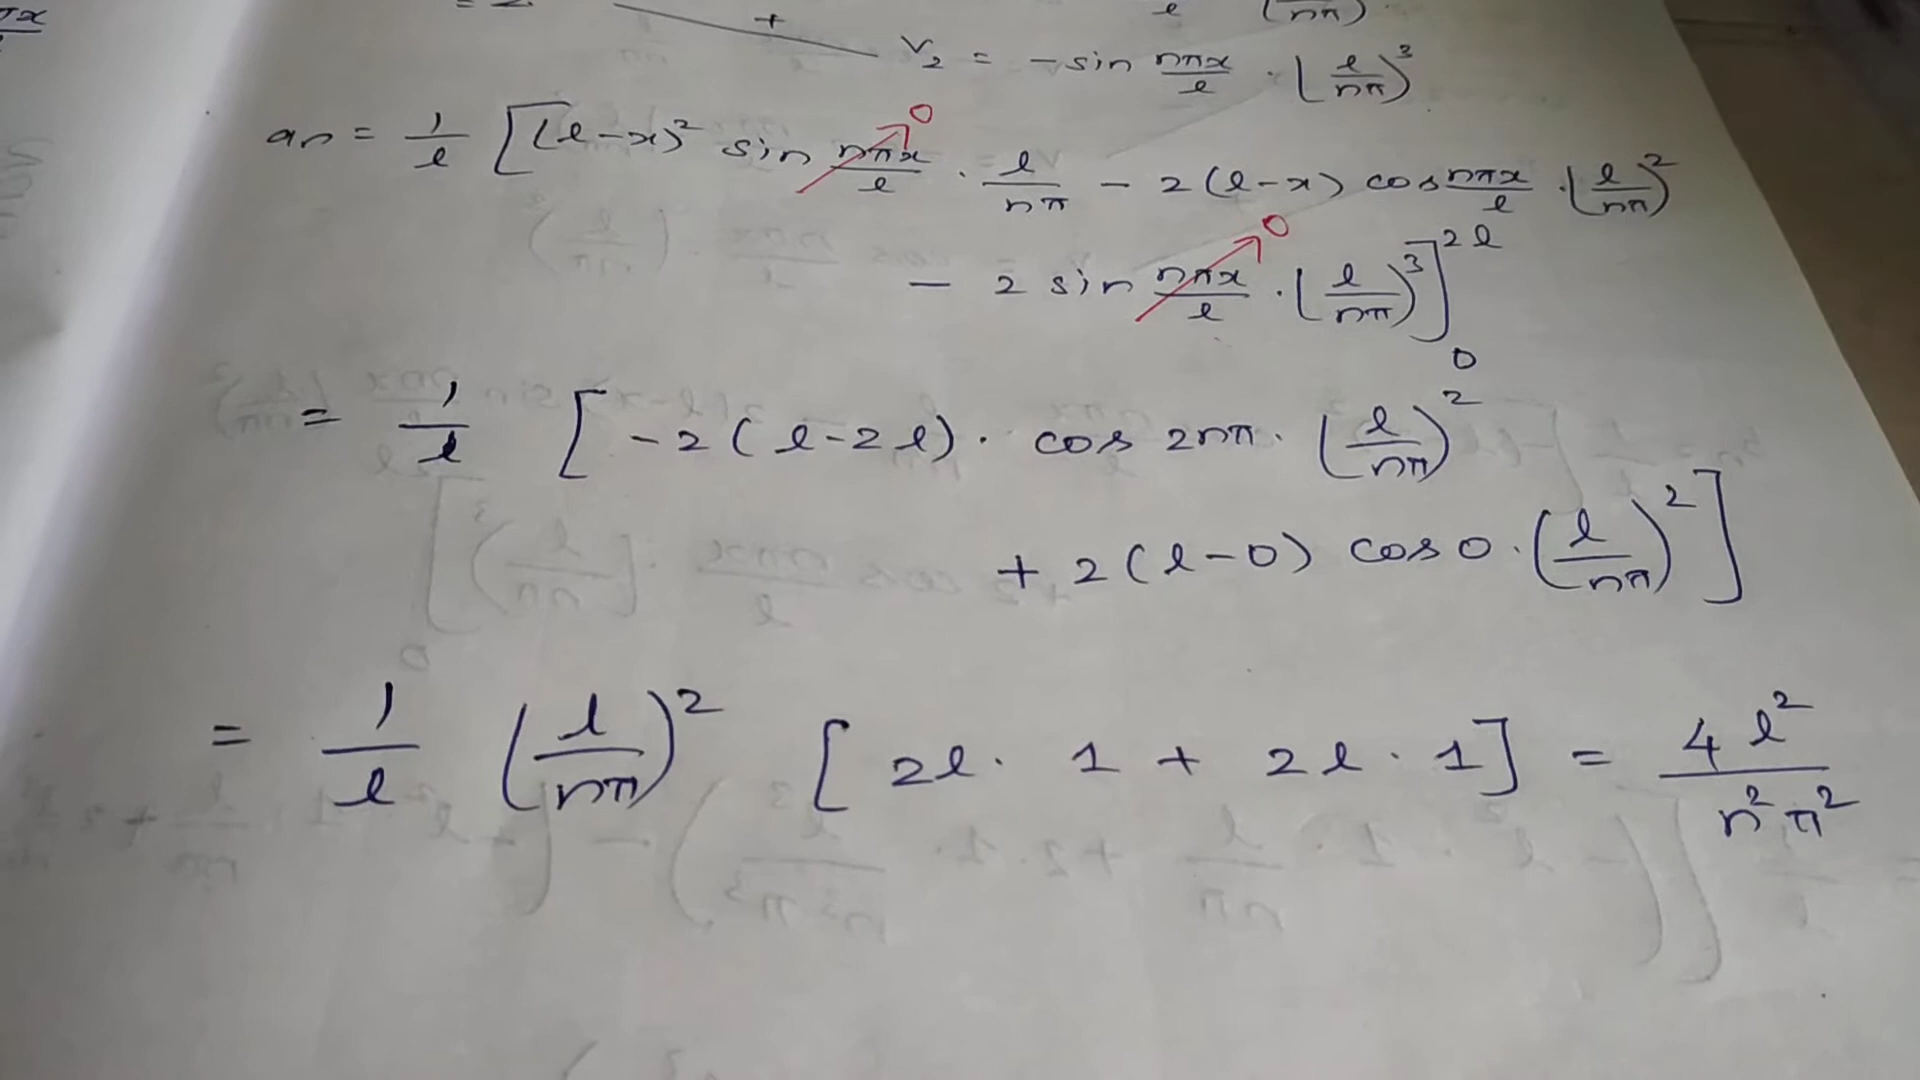 V₂ = -sin nπx/l · (l/nπ)³
an = 1/l [(l-x)² sin nπx/l · l/nπ - 2(l-x) cos nπx/l · (l/nπ)²
0
- 2 sin nπx/l · (l/nπ)³]₀^2l
0
= 1/l [-2(l-2l) · cos 2nπ · (l/nπ)²
+ 2(l-0) cos 0 · (l/nπ)²]
= 1/l (l/nπ)² [2l · 1 + 2l · 1] = 4l²/n²π²